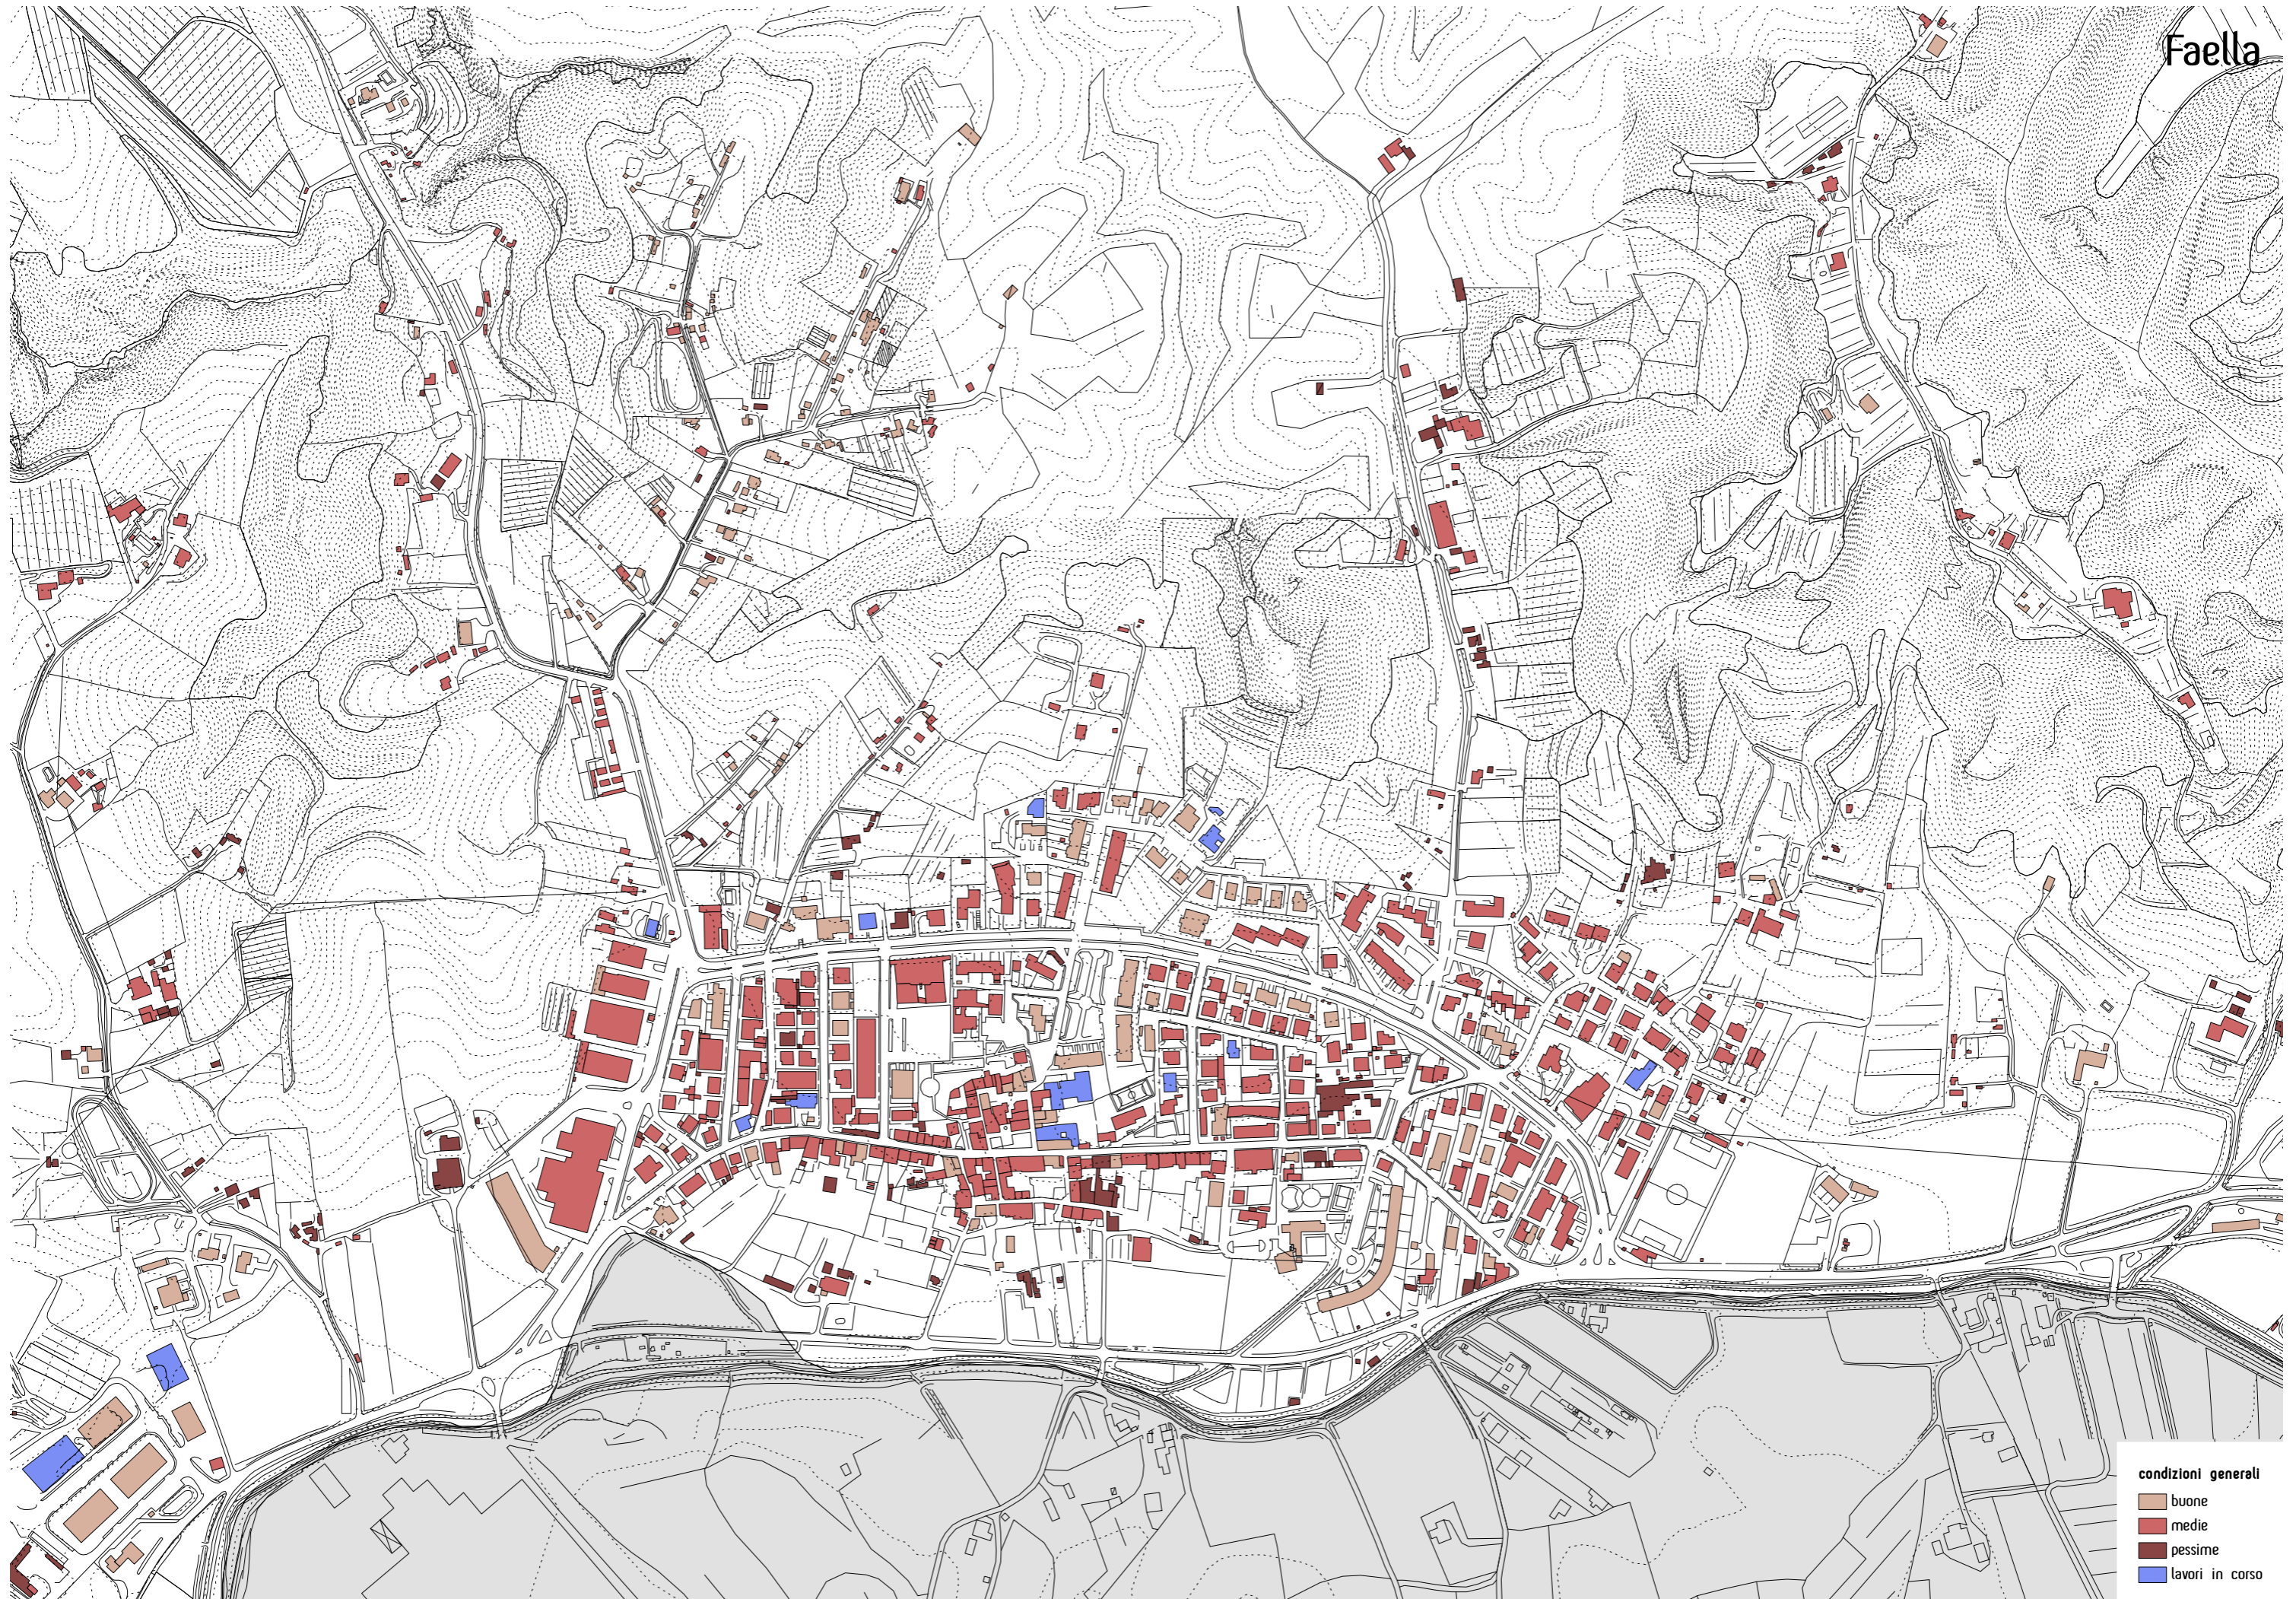 Faella
condizioni generali
buone
medie
pessime
lavori in corso